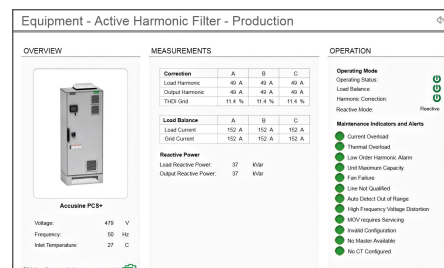 Equipment - Active Harmonic Filter - Production
OVERVIEW
Accusine PCS+
Voltage: 479 V
Frequency: 50 Hz
Inlet Temperature: 27 C
MEASUREMENTS
Correction A B C
Load Harmonic 49 A 49 A 49 A
Output Harmonic 49 A 49 A 49 A
THDI Grid 11.4 % 11.4 % 11.4 %
Load Balance A B C
Load Current 152 A 152 A 152 A
Grid Current 152 A 152 A 152 A
Reactive Power
Load Reactive Power: 37 kVar
Output Reactive Power: 37 kVar
OPERATION
Operating Mode
Operating Status:
Load Balance:
Harmonic Correction:
Reactive Mode: Reactive
Maintenance Indicators and Alerts
Current Overload
Thermal Overload
Low Order Harmonic Alarm
Unit Maximum Capacity
Fan Failure
Line Not Qualified
Auto Detect Out of Range
High Frequency Voltage Distortion
MOV requires Servicing
Invalid Configuration
No Master Available
No CT Configured